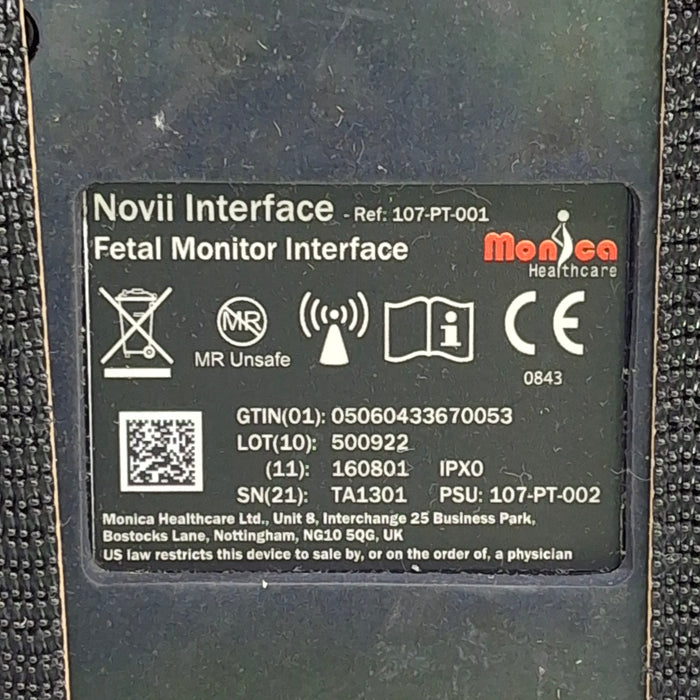 Novii Interface - Ref: 107-PT-001
Fetal Monitor Interface
Monica
Healthcare
MR
MR Unsafe
i
CE
0843
GTIN(01): 05060433670053
LOT(10): 500922
(11): 160801 IPX0
SN(21): TA1301 PSU: 107-PT-002
Monica Healthcare Ltd., Unit 8, Interchange 25 Business Park,
Bostocks Lane, Nottingham, NG10 5QG, UK
US law restricts this device to sale by, or on the order of, a physician